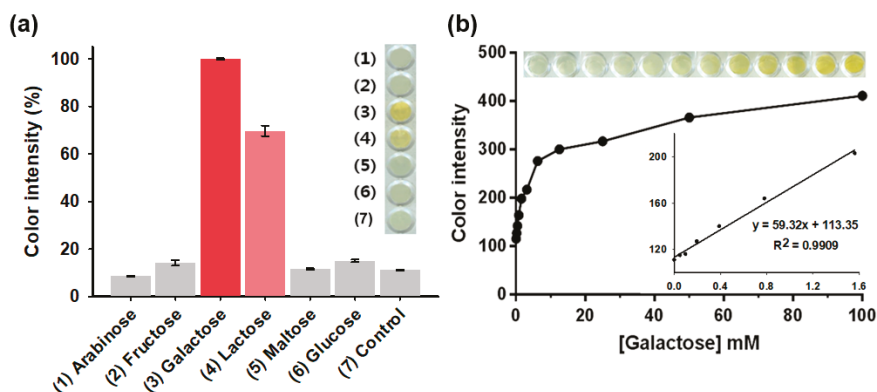 (a)
Color intensity (%)
100
80
60
40
20
0
(1) Arabinose
(2) Fructose
(3) Galactose
(4) Lactose
(5) Maltose
(6) Glucose
(7) Control
(1)
(2)
(3)
(4)
(5)
(6)
(7)
(b)
Color intensity
500
400
300
200
100
0
0 20 40 60 80 100
[Galactose] mM
200
160
120
80
0.0 0.4 0.8 1.2 1.6
y = 59.32x + 113.35
R2 = 0.9909